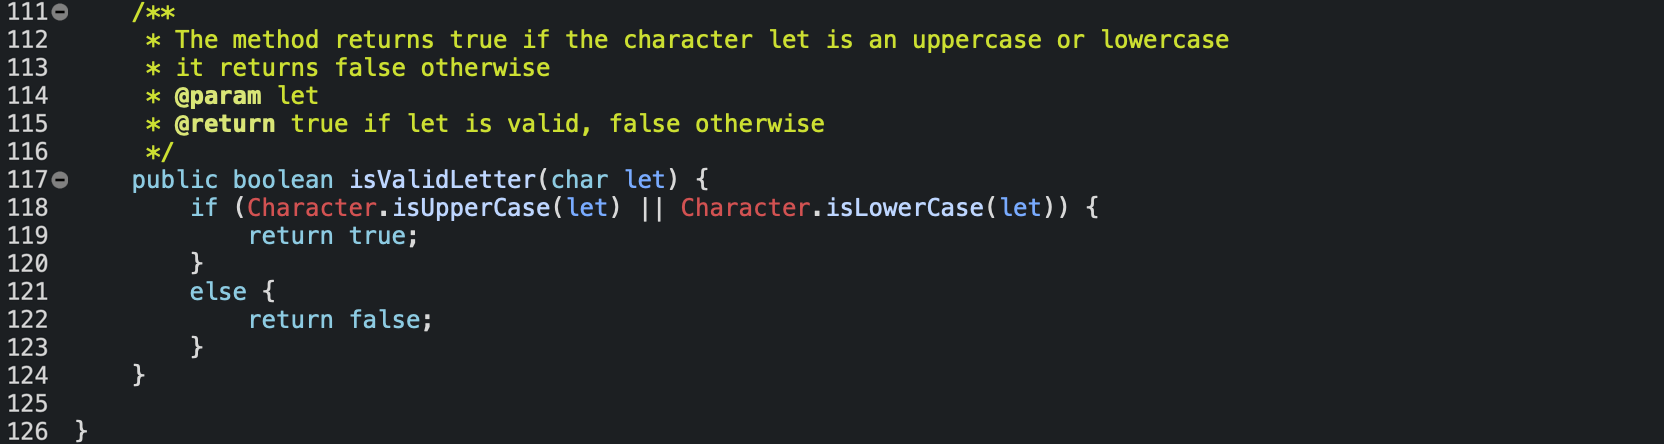 111 /**
112 * The method returns true if the character let is an uppercase or lowercase
113 * it returns false otherwise
114 * @param let
115 * @return true if let is valid, false otherwise
116 */
117 public boolean isValidLetter(char let) {
118 if (Character.isUpperCase(let) || Character.isLowerCase(let)) {
119 return true;
120 }
121 else {
122 return false;
123 }
124 }
125
126 }